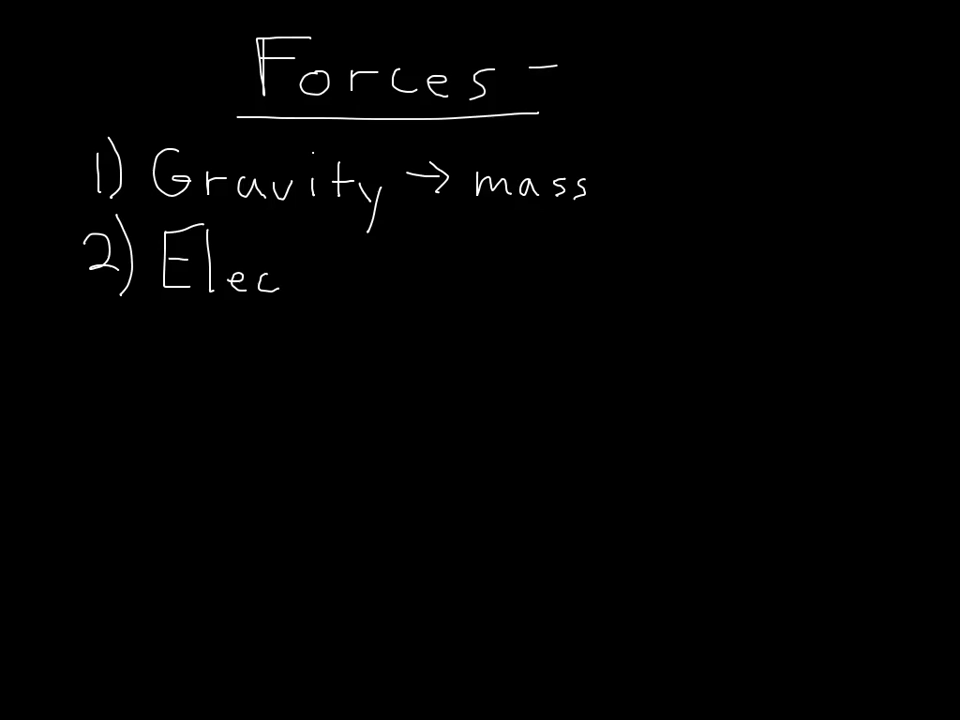 Forces -
1) Gravity → mass
2) Elec